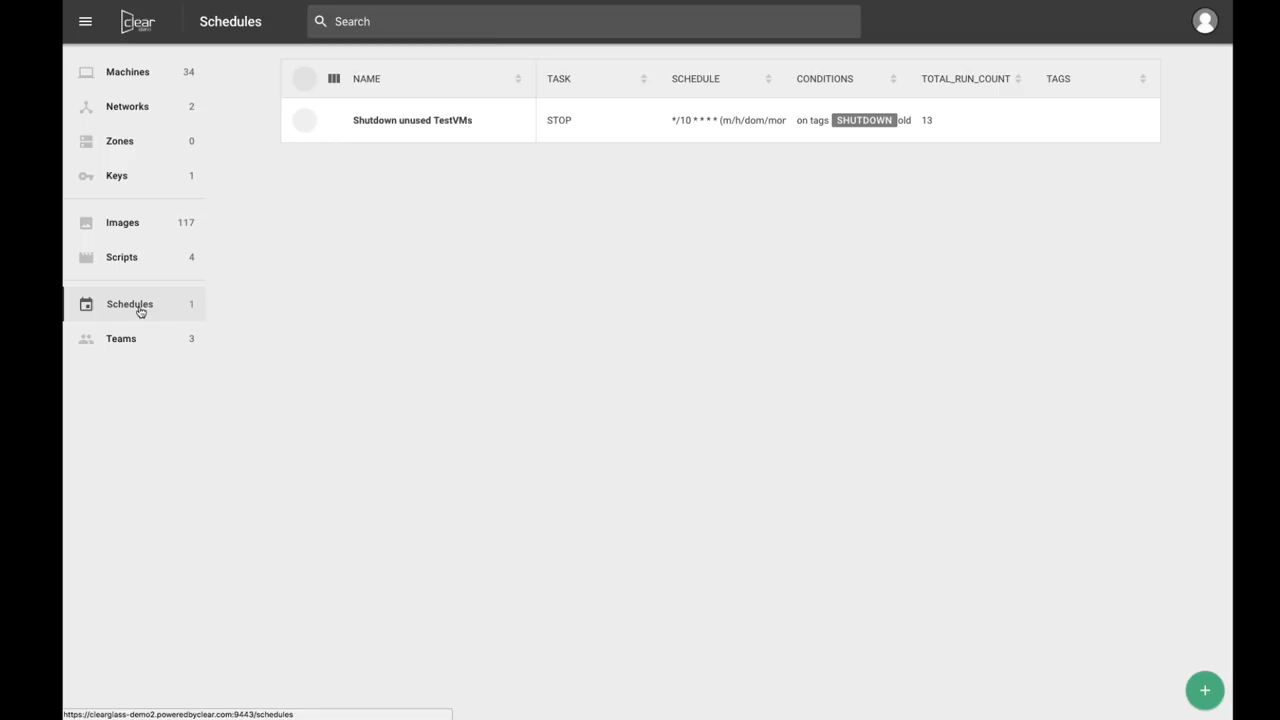 clear
Schedules
Search
Machines 34
Networks 2
Zones 0
Keys 1
Images 117
Scripts 4
Schedules 1
Teams 3
NAME TASK SCHEDULE CONDITIONS TOTAL_RUN_COUNT TAGS
Shutdown unused TestVMs STOP */10 * * * * (m/h/dom/mor on tags SHUTDOWN old 13
+
https://clearglass-demo2.poweredbyclear.com:9443/schedules